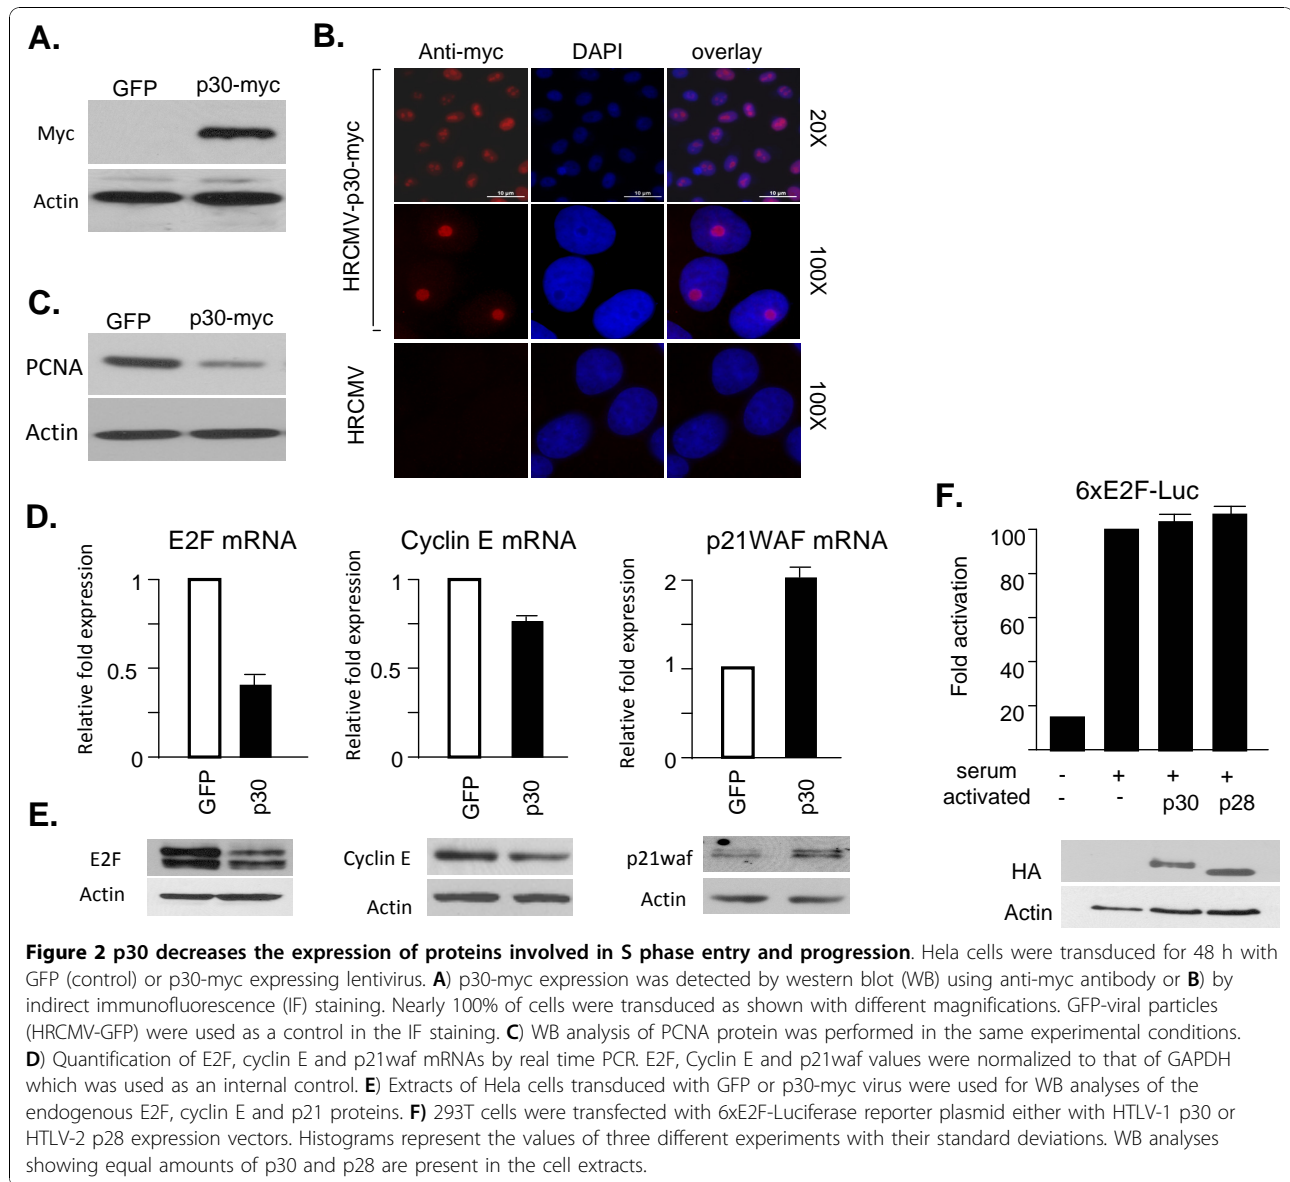 A.
GFP
p30-myc
Myc
Actin
B.
Anti-myc
DAPI
overlay
HRCMV-p30-myc
HRCMV
20X
100X
100X
10 µm
10 µm
10 µm
C.
GFP
p30-myc
PCNA
Actin
D.
E2F mRNA
Relative fold expression
1
0.5
0
GFP
p30
Cyclin E mRNA
Relative fold expression
1
0.5
0
GFP
p30
p21WAF mRNA
Relative fold expression
2
1
0
GFP
p30
E.
E2F
Actin
Cyclin E
Actin
p21waf
Actin
F.
6xE2F-Luc
Fold activation
100
80
60
40
20
serum - + + +
activated - - p30 p28
HA
Actin
Figure 2 p30 decreases the expression of proteins involved in S phase entry and progression. Hela cells were transduced for 48 h with
GFP (control) or p30-myc expressing lentivirus. A) p30-myc expression was detected by western blot (WB) using anti-myc antibody or B) by
indirect immunofluorescence (IF) staining. Nearly 100% of cells were transduced as shown with different magnifications. GFP-viral particles
(HRCMV-GFP) were used as a control in the IF staining. C) WB analysis of PCNA protein was performed in the same experimental conditions.
D) Quantification of E2F, cyclin E and p21waf mRNAs by real time PCR. E2F, Cyclin E and p21waf values were normalized to that of GAPDH
which was used as an internal control. E) Extracts of Hela cells transduced with GFP or p30-myc virus were used for WB analyses of the
endogenous E2F, cyclin E and p21 proteins. F) 293T cells were transfected with 6xE2F-Luciferase reporter plasmid either with HTLV-1 p30 or
HTLV-2 p28 expression vectors. Histograms represent the values of three different experiments with their standard deviations. WB analyses
showing equal amounts of p30 and p28 are present in the cell extracts.